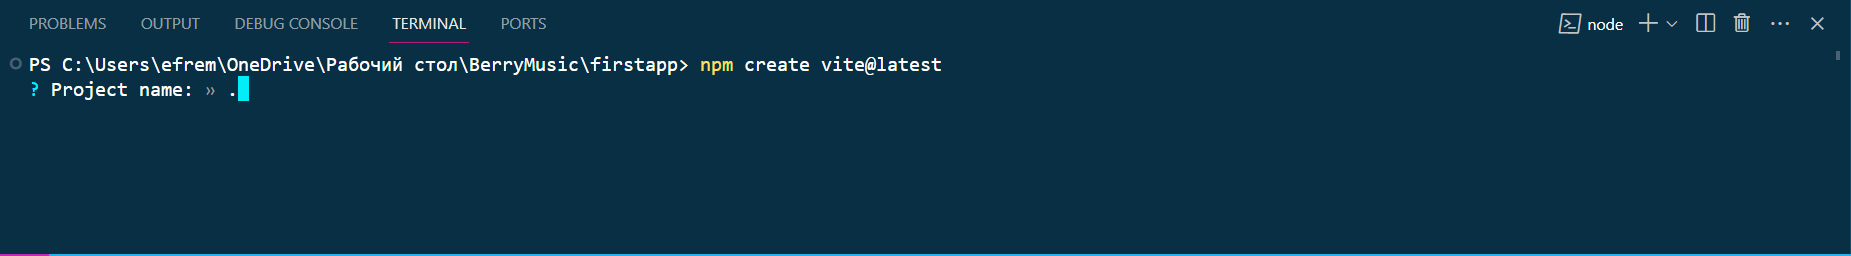 PROBLEMS OUTPUT DEBUG CONSOLE TERMINAL PORTS node
PS C:\Users\efrem\OneDrive\Рабочий стол\BerryMusic\firstapp> npm create vite@latest
? Project name: » .